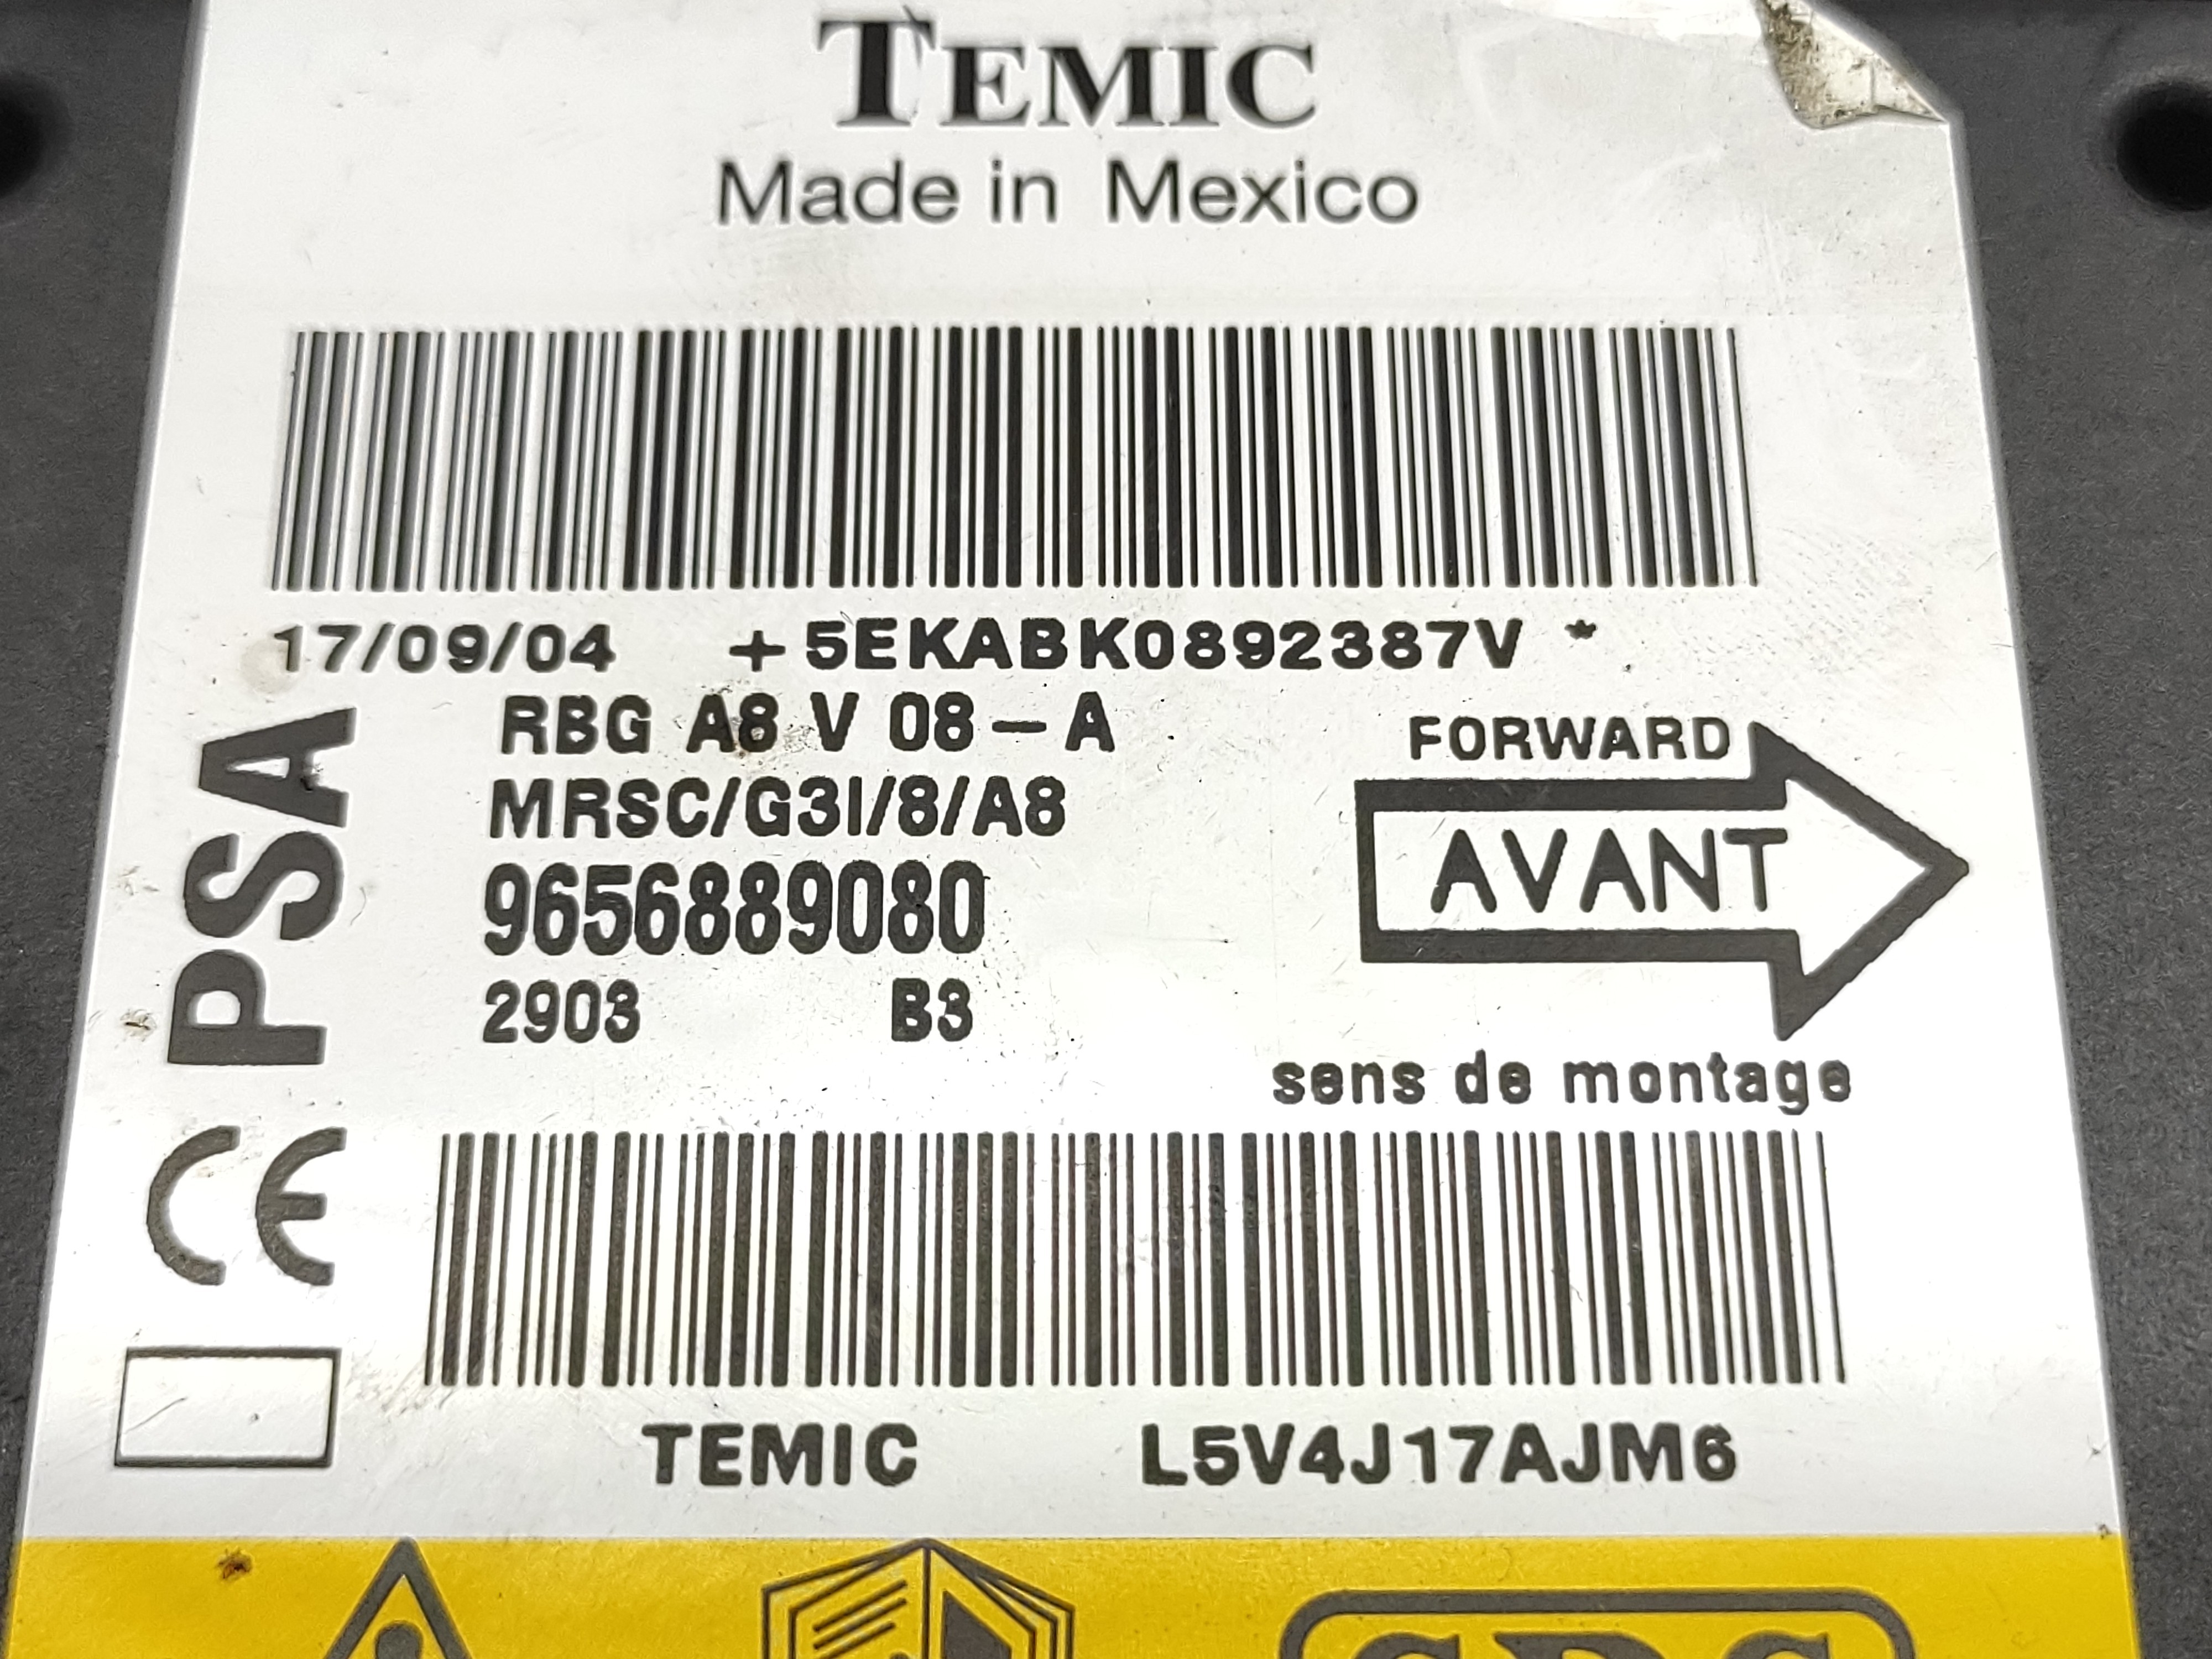 TEMIC
Made in Mexico
17/09/04 +5EKABK0892387V *
RBG A8 V 08-A
MRSC/G3I/8/A8
9656889080
2903 B3
FORWARD
AVANT
sens de montage
PSA
CE
TEMIC L5V4J17AJM6